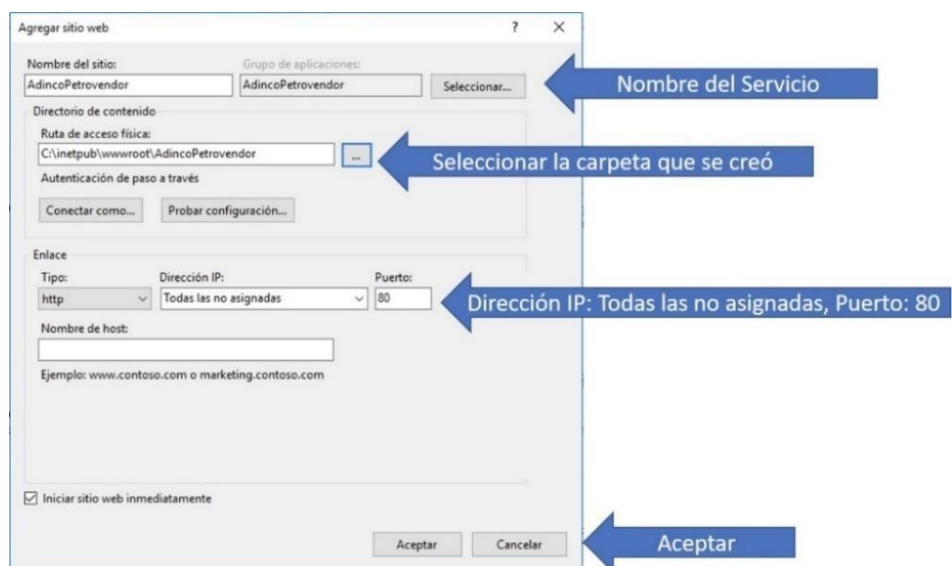 Agregar sitio web
? ×
Nombre del sitio: Grupo de aplicaciones:
AdincoPetrovendor AdincoPetrovendor Seleccionar...
Nombre del Servicio
Directorio de contenido
Ruta de acceso física:
C:\inetpub\wwwroot\AdincoPetrovendor ...
Seleccionar la carpeta que se creó
Autenticación de paso a través
Conectar como... Probar configuración...
Enlace
Tipo: Dirección IP: Puerto:
http Todas las no asignadas 80
Dirección IP: Todas las no asignadas, Puerto: 80
Nombre de host:
Ejemplo: www.contoso.com o marketing.contoso.com
Iniciar sitio web inmediatamente
Aceptar Cancelar
Aceptar